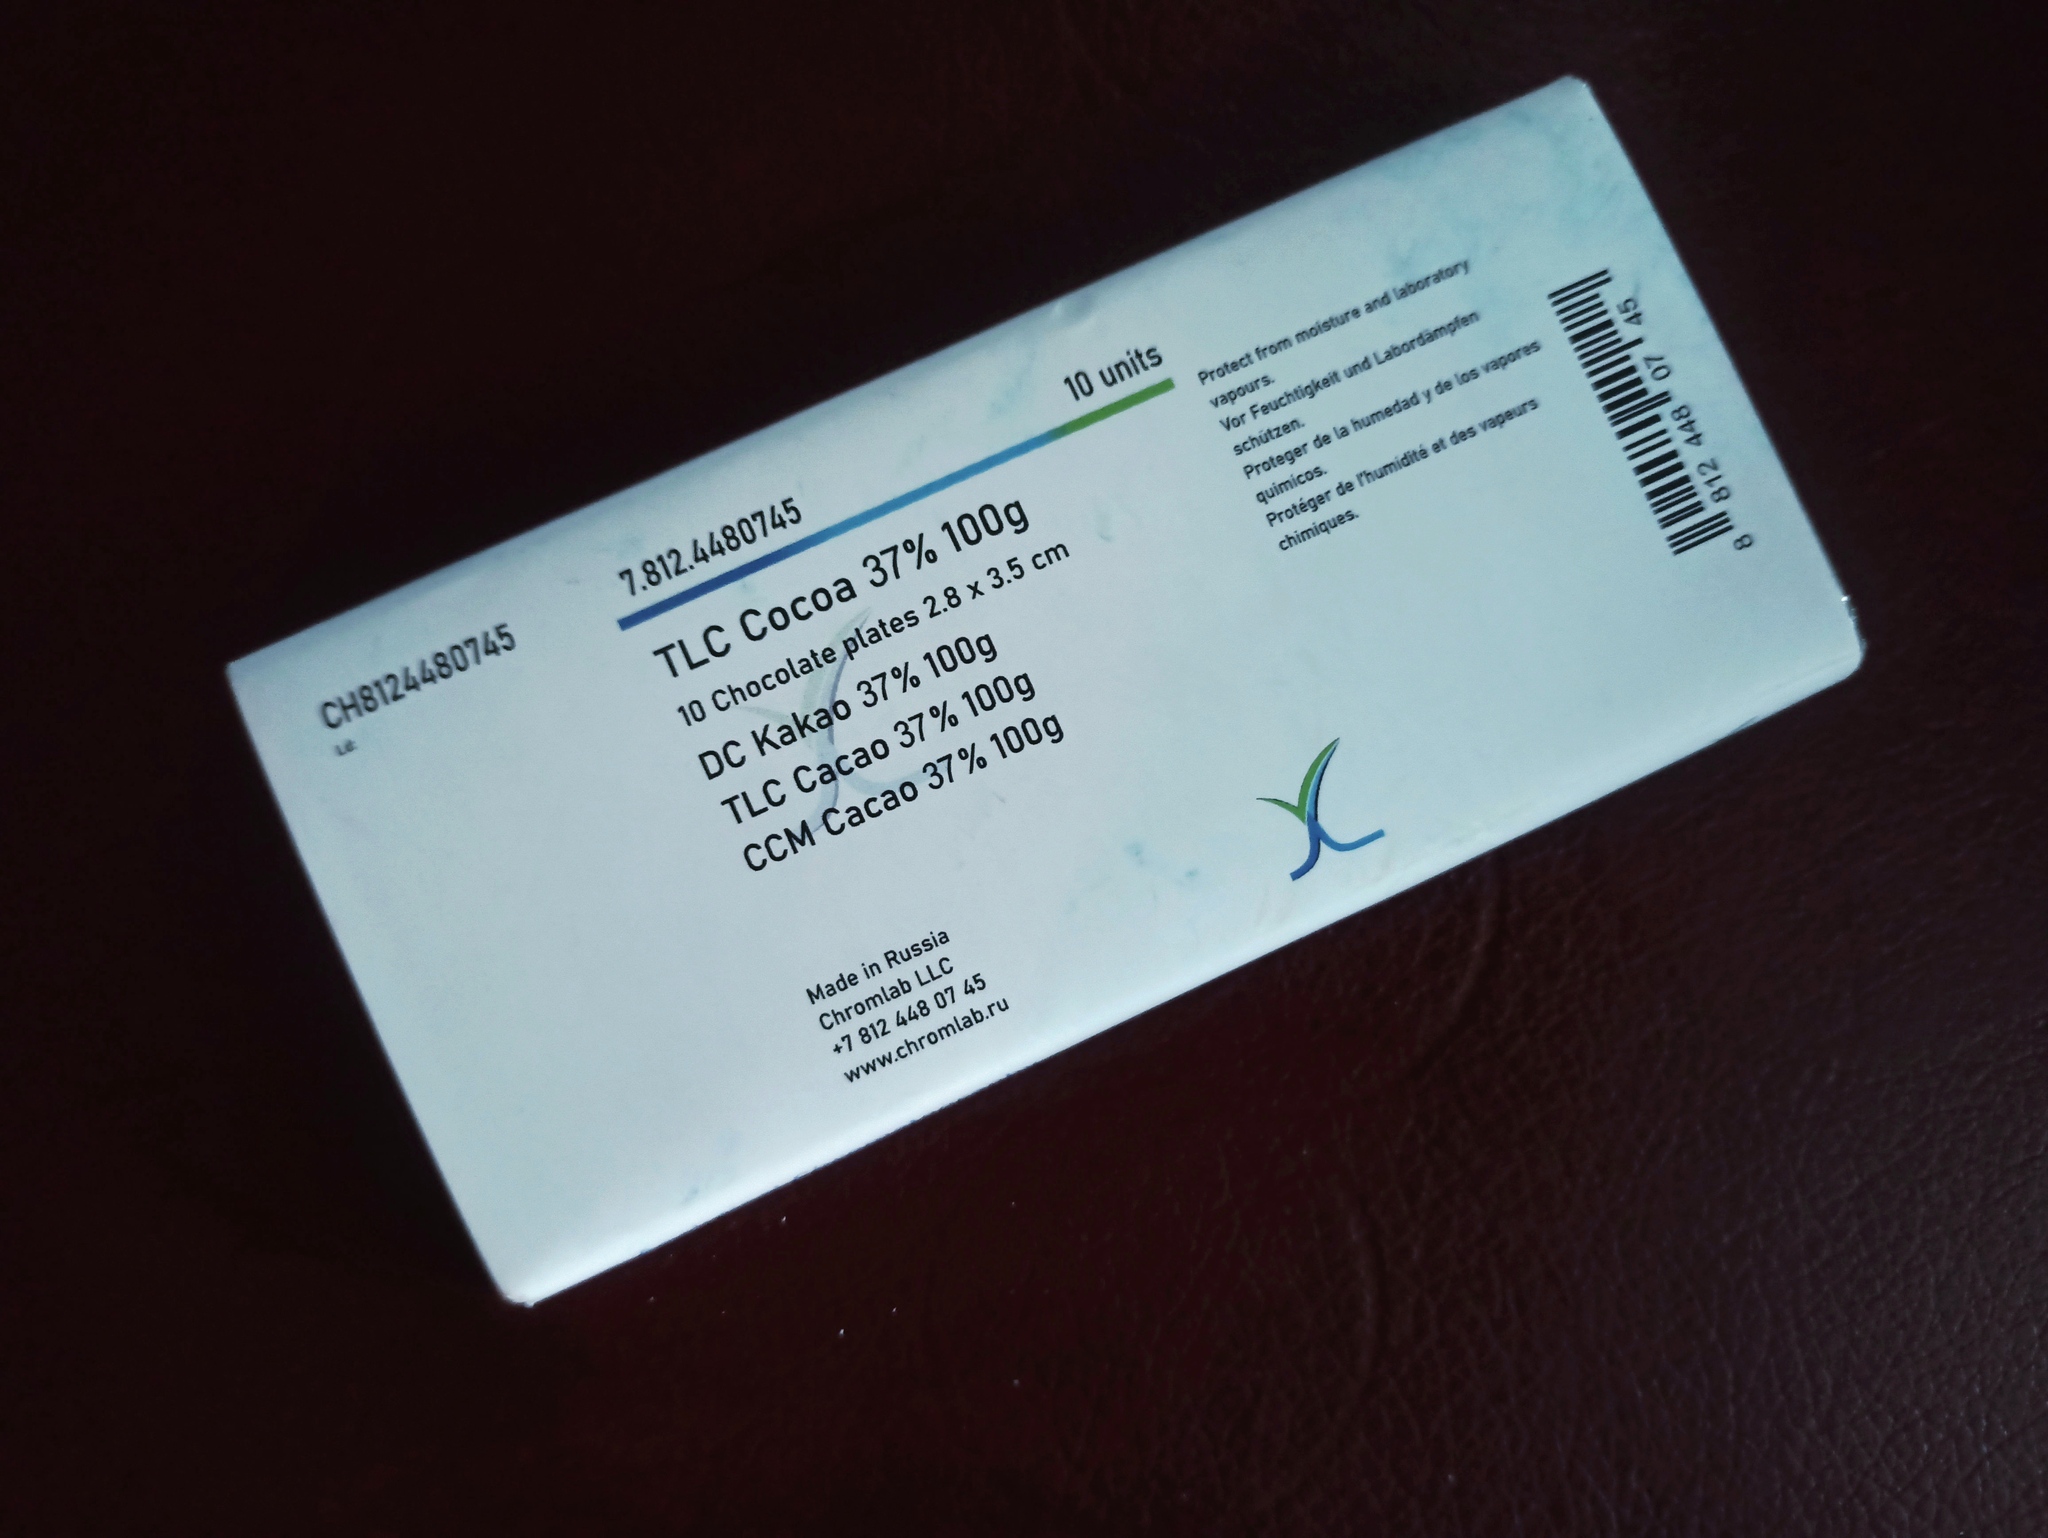 CH8124480745
7.812.4480745
10 units
TLC Cocoa 37% 100g
10 Chocolate plates 2.8 x 3.5 cm
DC Kakao 37% 100g
TLC Cacao 37% 100g
CCM Cacao 37% 100g
Made in Russia
Chromlab LLC
+7 812 448 07 45
www.chromlab.ru
Protect from moisture and laboratory
vapours.
Vor Feuchtigkeit und Labordämpfen
schützen.
Proteger de la humedad y de los vapores
químicos.
Protéger de l'humidité et des vapeurs
chimiques.
8 812 448 07 45